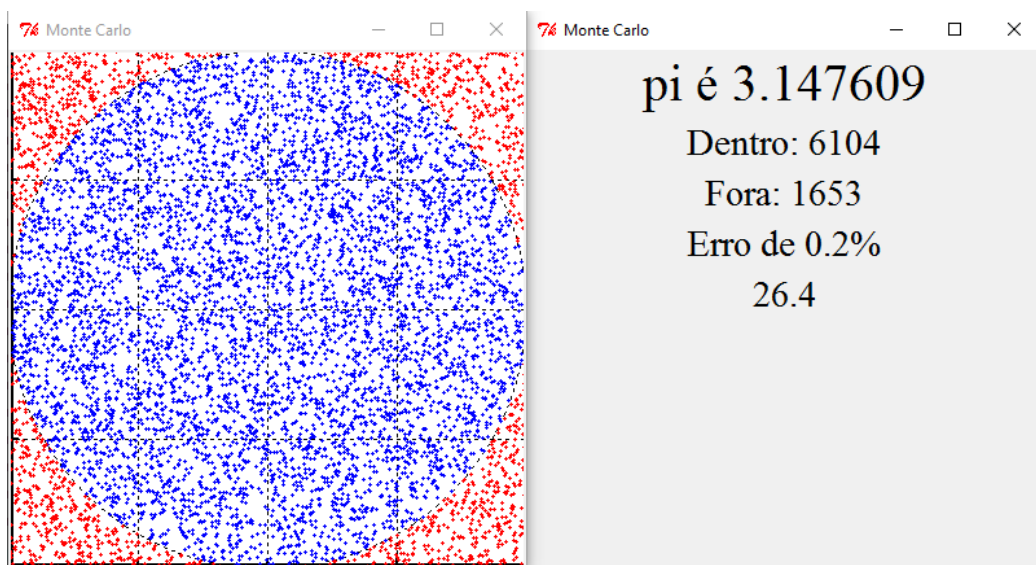 Monte Carlo
Monte Carlo
pi é 3.147609
Dentro: 6104
Fora: 1653
Erro de 0.2%
26.4